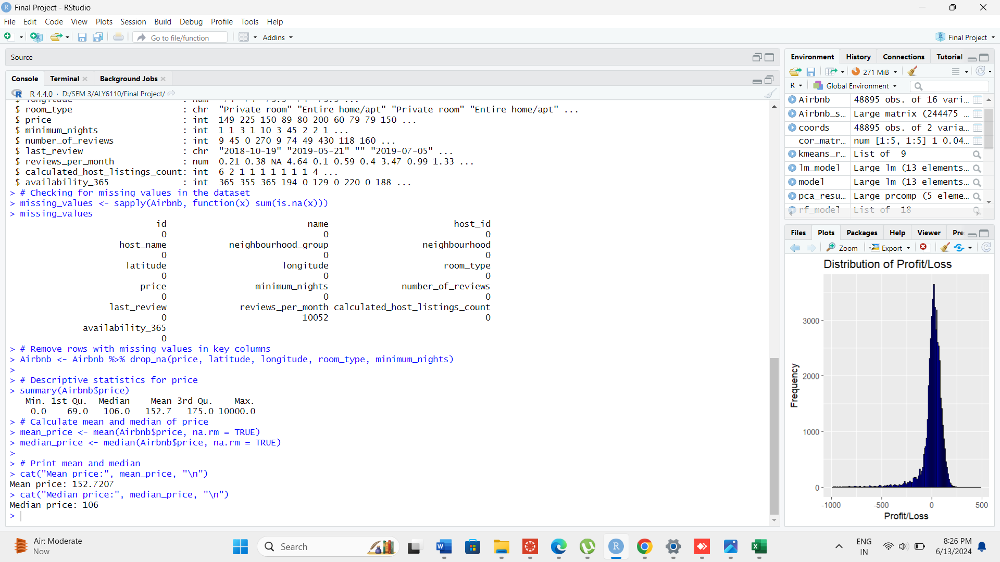 Final Project - RStudio
File Edit Code View Plots Session Build Debug Profile Tools Help
Go to file/function Addins Final Project
Source
Console Terminal Background Jobs
R 4.4.0 · D:/SEM 3/ALY6110/Final Project/
$ longitude : num -74 -74 -73.9 -74 -73.9 ...
$ room_type : chr "Private room" "Entire home/apt" "Private room" "Entire home/apt" ...
$ price : int 149 225 150 89 80 200 60 79 79 150 ...
$ minimum_nights : int 1 1 3 1 10 3 45 2 2 1 ...
$ number_of_reviews : int 9 45 0 270 9 74 49 430 118 160 ...
$ last_review : chr "2018-10-19" "2019-05-21" "" "2019-07-05" ...
$ reviews_per_month : num 0.21 0.38 NA 4.64 0.1 0.59 0.4 3.47 0.99 1.33 ...
$ calculated_host_listings_count: int 6 2 1 1 1 1 1 1 1 4 ...
$ availability_365 : int 365 355 365 194 0 129 0 220 0 188 ...
> # Checking for missing values in the dataset
> missing_values <- sapply(Airbnb, function(x) sum(is.na(x)))
> missing_values
id name host_id
0 0 0
host_name neighbourhood_group neighbourhood
0 0 0
latitude longitude room_type
0 0 0
price minimum_nights number_of_reviews
0 0 0
last_review reviews_per_month calculated_host_listings_count
0 10052 0
availability_365
0
> # Remove rows with missing values in key columns
> Airbnb <- Airbnb %>% drop_na(price, latitude, longitude, room_type, minimum_nights)
>
> # Descriptive statistics for price
> summary(Airbnb$price)
Min. 1st Qu. Median Mean 3rd Qu. Max.
0.0 69.0 106.0 152.7 175.0 10000.0
> # Calculate mean and median of price
> mean_price <- mean(Airbnb$price, na.rm = TRUE)
> median_price <- median(Airbnb$price, na.rm = TRUE)
>
> # Print mean and median
> cat("Mean price:", mean_price, "\n")
Mean price: 152.7207
> cat("Median price:", median_price, "\n")
Median price: 106
>
Environment History Connections Tutorial
271 MiB
R Global Environment
Airbnb 48895 obs. of 16 vari...
Airbnb_s... Large matrix (244475 ...
coords 48895 obs. of 2 varia...
cor_matr... num [1:5, 1:5] 1 0.04...
kmeans_r... List of 9
lm_model Large lm (13 elements...
model Large lm (13 elements...
pca_resu... Large prcomp (5 eleme...
rf_model List of 18
Files Plots Packages Help Viewer Pre
Zoom Export
Distribution of Profit/Loss
Frequency
3000
2000
1000
0
-1000 -500 0 500
Profit/Loss
Air: Moderate
Now
Search
ENG
IN
8:26 PM
6/13/2024